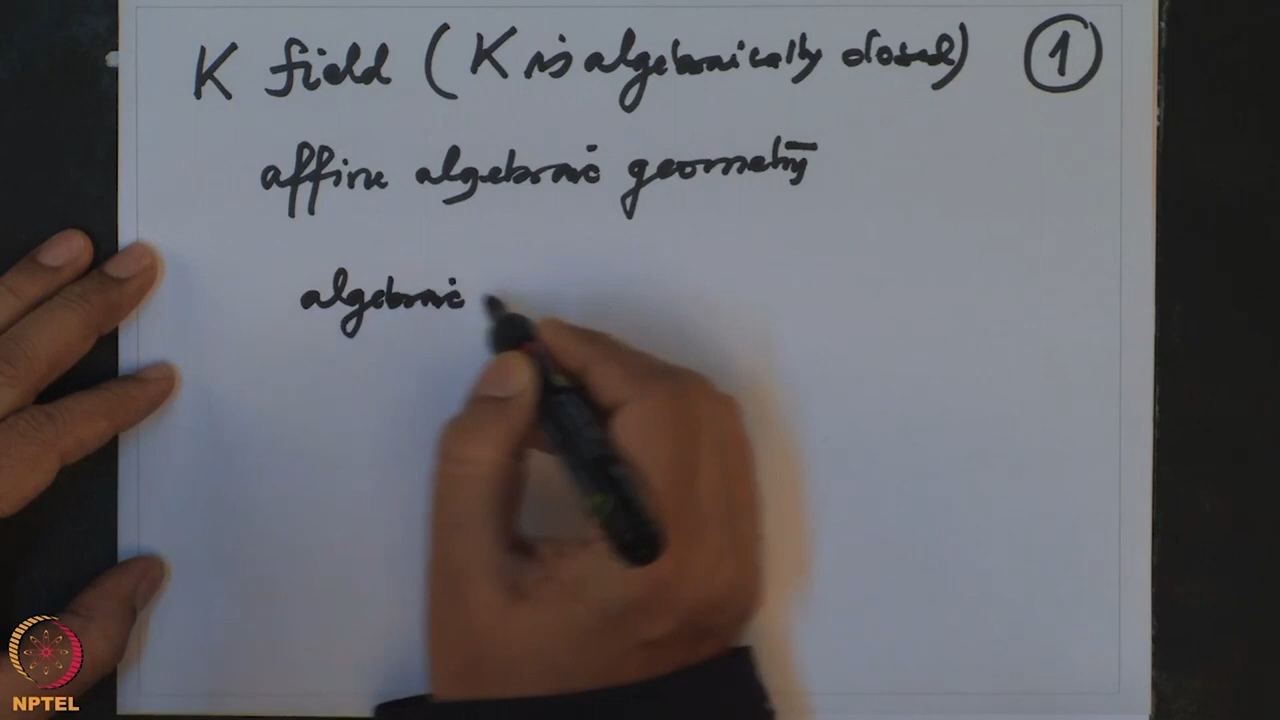 K field (K is algebraically closed) 1
affine algebraic geometry
algebraic
NPTEL